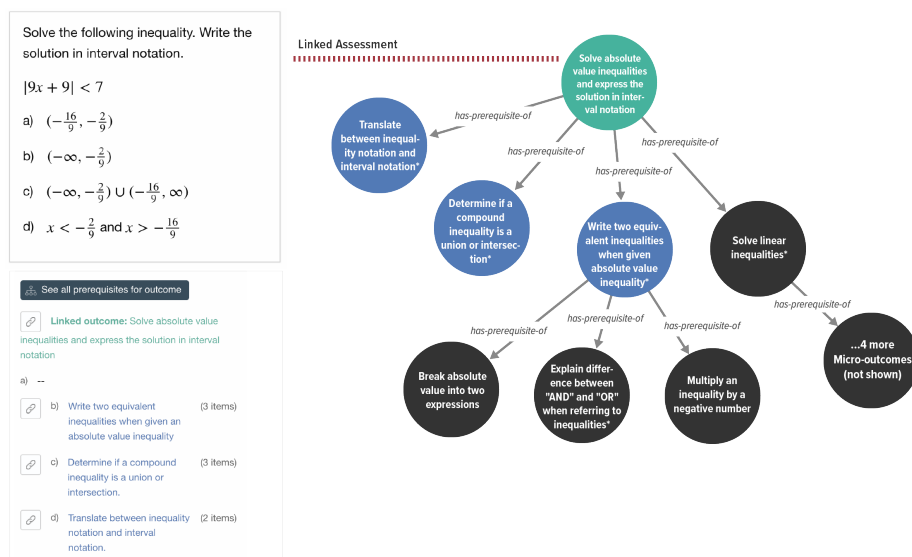 Solve the following inequality. Write the
solution in interval notation.
|9x + 9| < 7
a) (−16/9, −2/9)
b) (−∞, −2/9)
c) (−∞, −2/9) ∪ (−16/9, ∞)
d) x < −2/9 and x > −16/9
See all prerequisites for outcome
Linked outcome: Solve absolute value
inequalities and express the solution in interval
notation
a) --
b) Write two equivalent (3 items)
inequalities when given an
absolute value inequality
c) Determine if a compound (3 items)
inequality is a union or
intersection.
d) Translate between inequality (2 items)
notation and interval
notation.
Linked Assessment
Solve absolute
value inequalities
and express the
solution in inter-
val notation
has-prerequisite-of
has-prerequisite-of
has-prerequisite-of
has-prerequisite-of
Translate
between inequal-
ity notation and
interval notation*
Determine if a
compound
inequality is a
union or intersec-
tion*
Write two equiv-
alent inequalities
when given
absolute value
inequality*
Solve linear
inequalities*
has-prerequisite-of
has-prerequisite-of
has-prerequisite-of
has-prerequisite-of
Break absolute
value into two
expressions
Explain differ-
ence between
"AND" and "OR"
when referring to
inequalities*
Multiply an
inequality by a
negative number
...4 more
Micro-outcomes
(not shown)